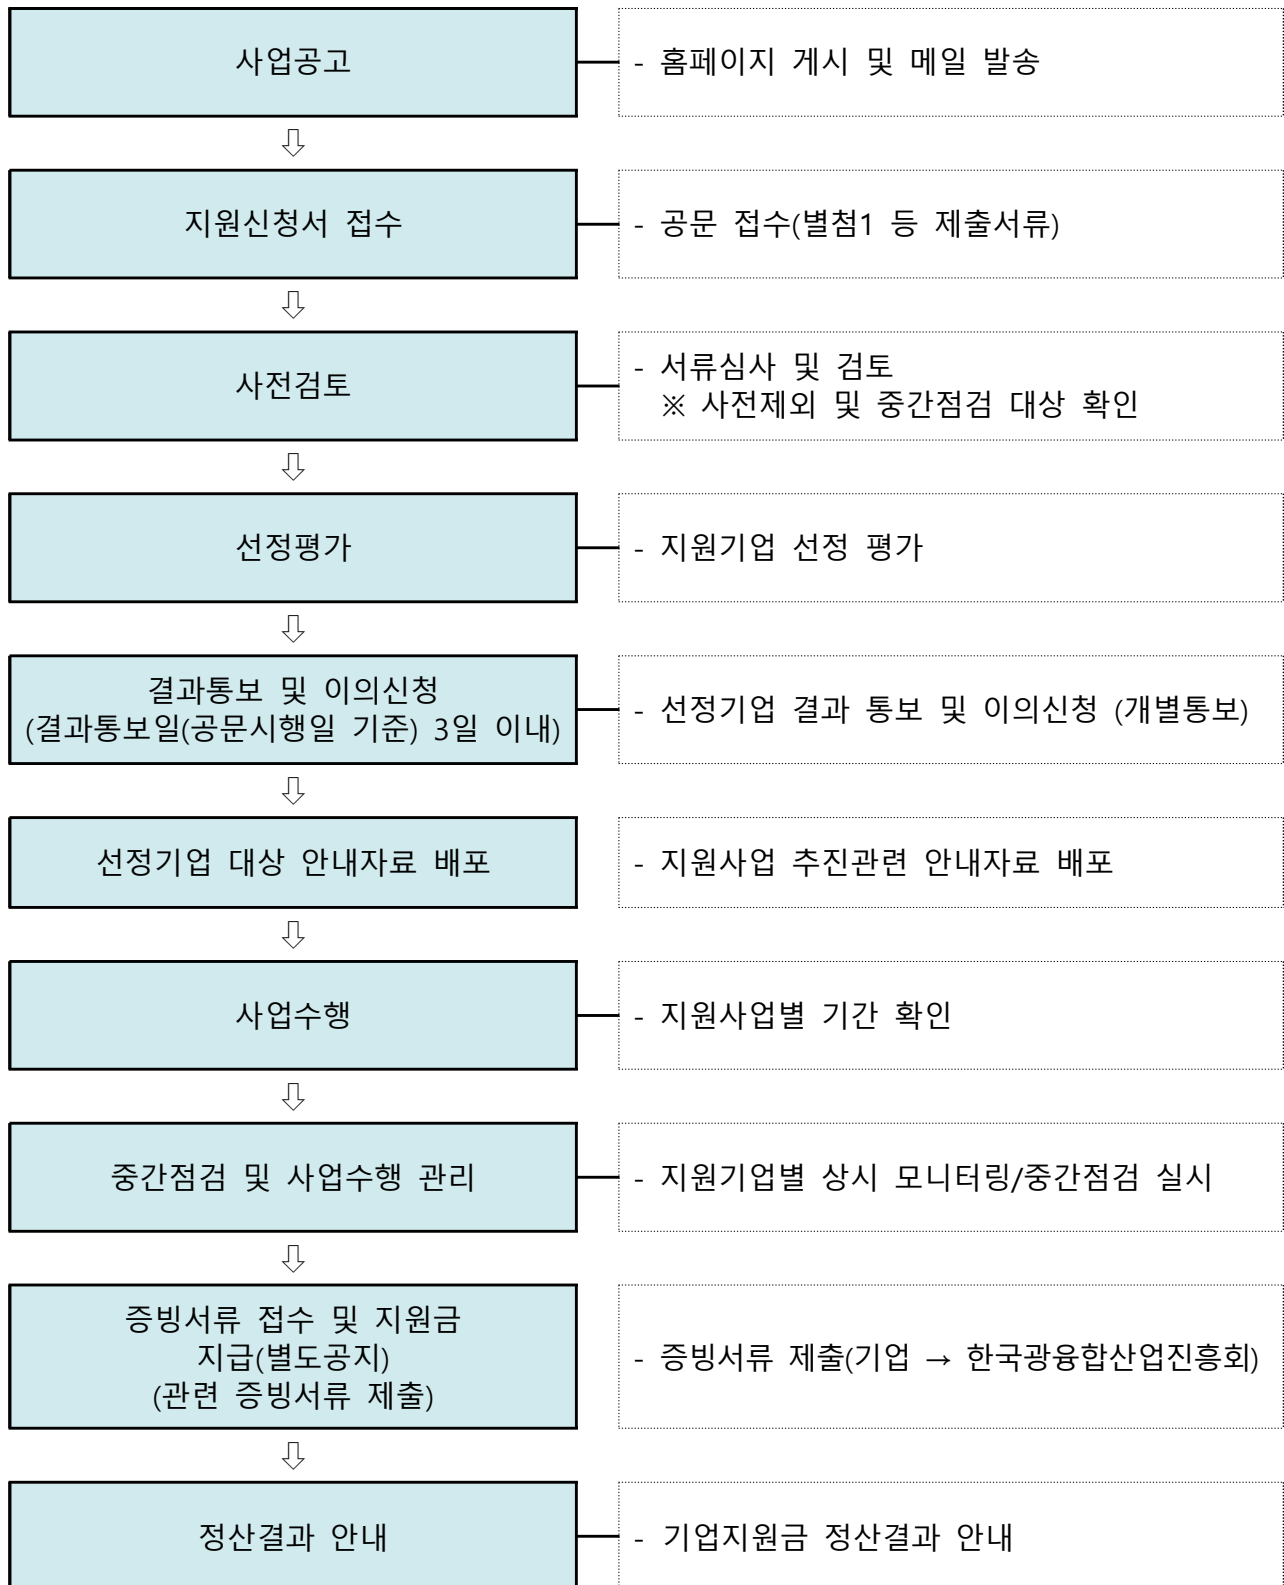 사업공고
- 홈페이지 게시 및 메일 발송
⇩
지원신청서 접수
- 공문 접수(별첨1 등 제출서류)
⇩
사전검토
- 서류심사 및 검토
※ 사전제외 및 중간점검 대상 확인
⇩
선정평가
- 지원기업 선정 평가
⇩
결과통보 및 이의신청
(결과통보일(공문시행일 기준) 3일 이내)
- 선정기업 결과 통보 및 이의신청 (개별통보)
⇩
선정기업 대상 안내자료 배포
- 지원사업 추진관련 안내자료 배포
⇩
사업수행
- 지원사업별 기간 확인
⇩
중간점검 및 사업수행 관리
- 지원기업별 상시 모니터링/중간점검 실시
⇩
증빙서류 접수 및 지원금
지급(별도공지)
(관련 증빙서류 제출)
- 증빙서류 제출(기업 → 한국광융합산업진흥회)
⇩
정산결과 안내
- 기업지원금 정산결과 안내